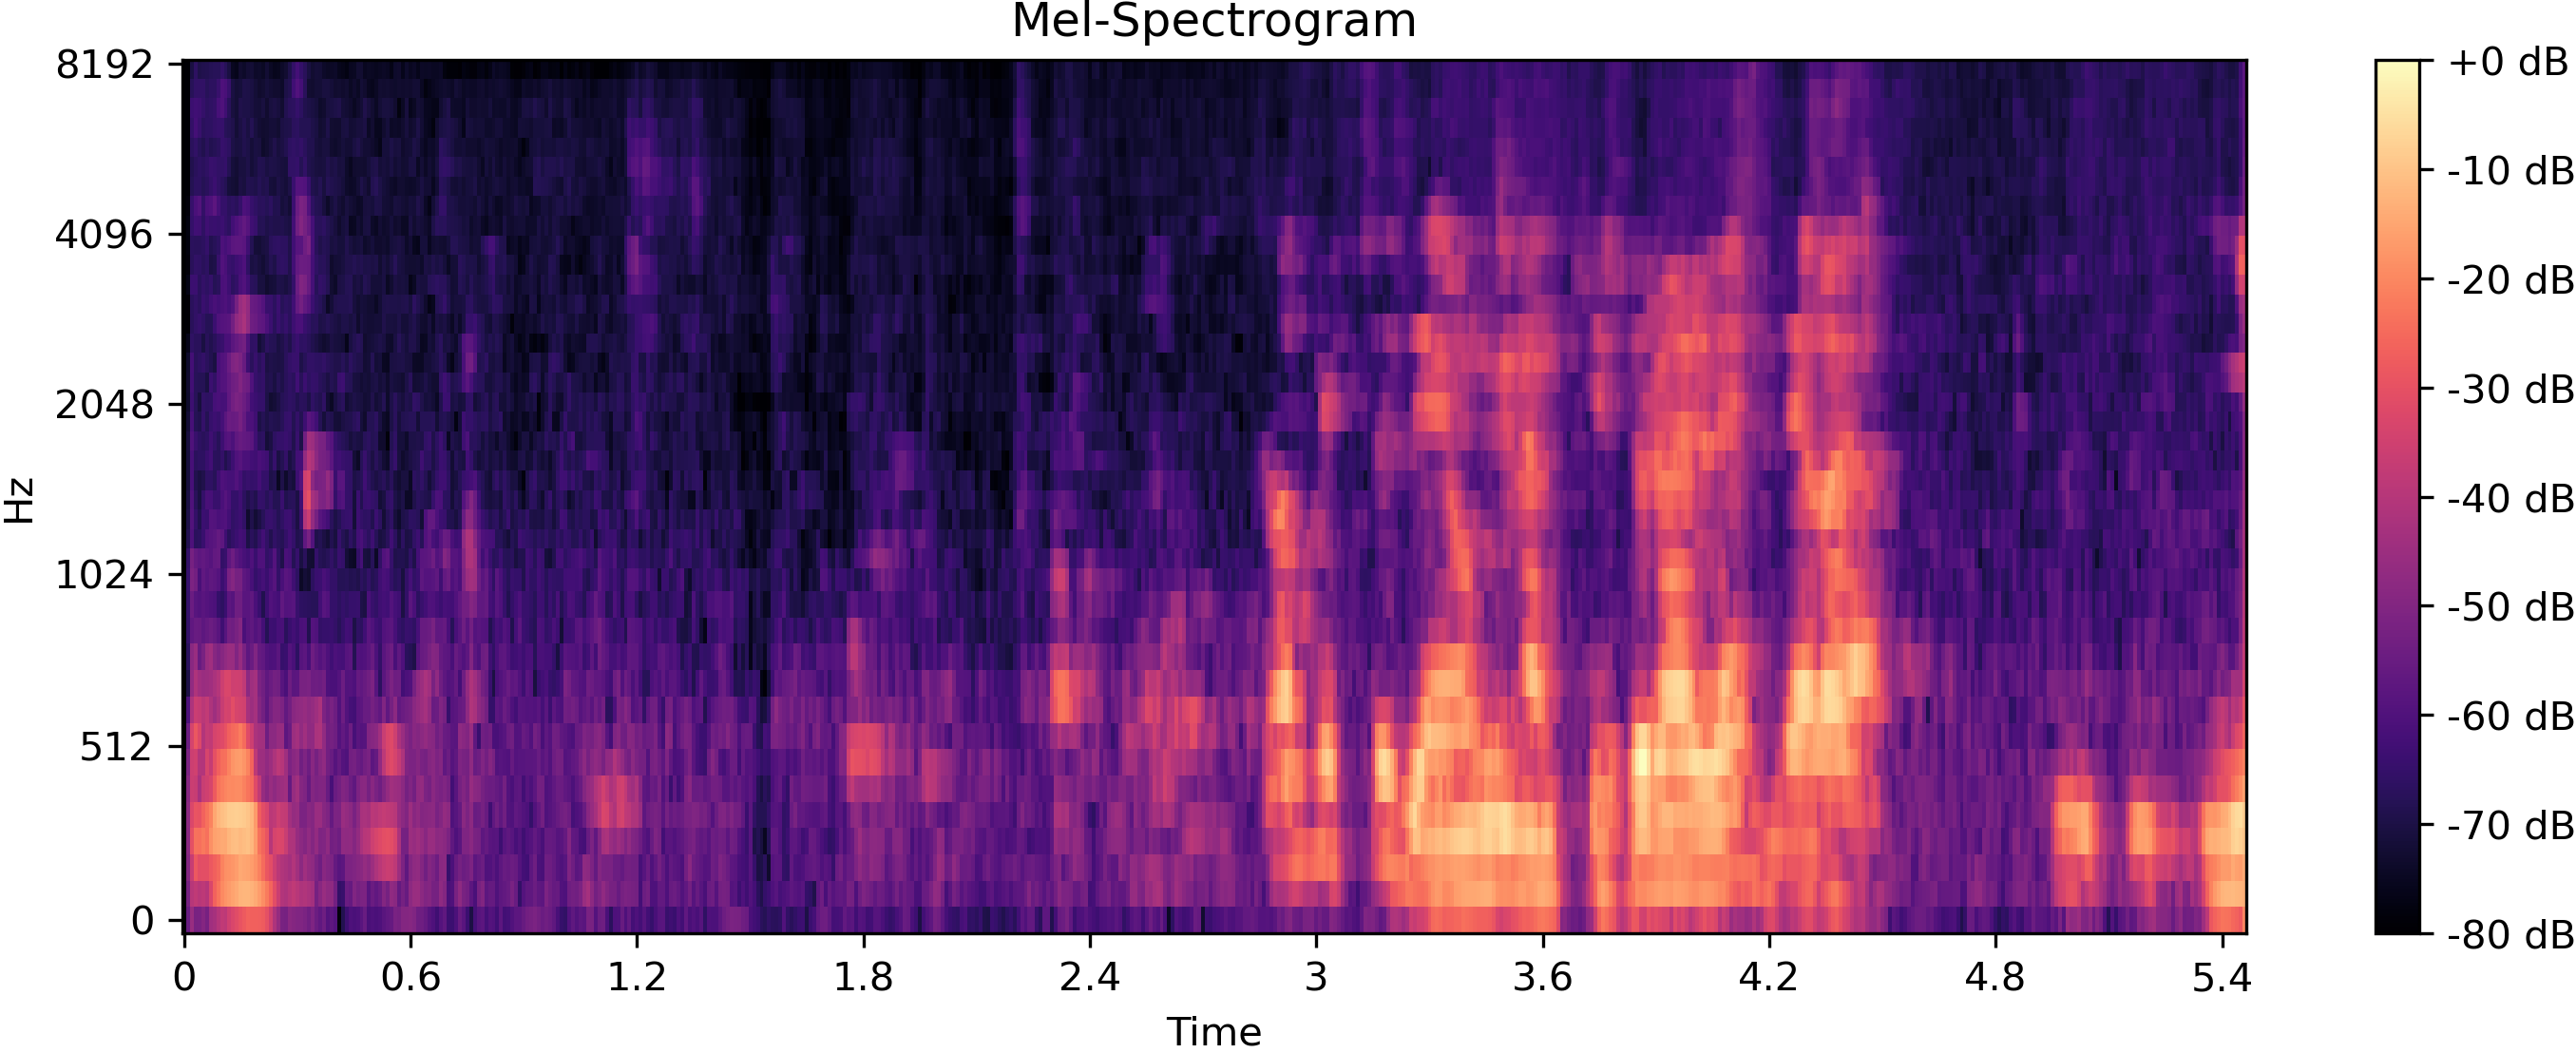 Mel-Spectrogram
8192
4096
2048
1024
512
0
Hz
0 0.6 1.2 1.8 2.4 3 3.6 4.2 4.8 5.4
Time
+0 dB
-10 dB
-20 dB
-30 dB
-40 dB
-50 dB
-60 dB
-70 dB
-80 dB